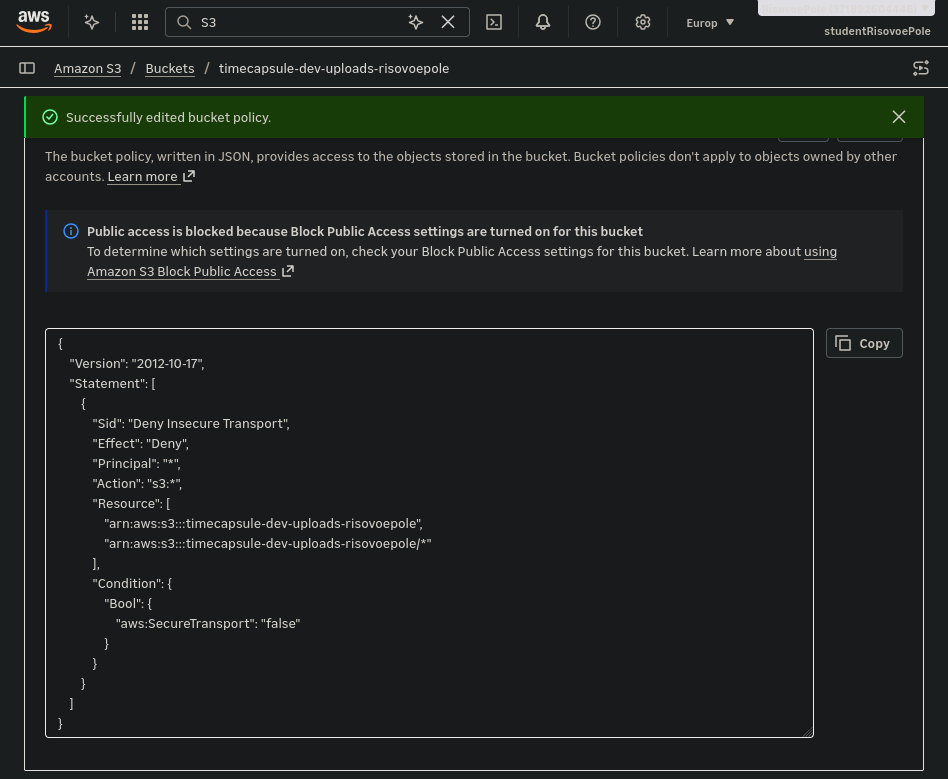 aws
S3
Europ
studentRisovoePole
Amazon S3 / Buckets / timecapsule-dev-uploads-risovoepole
Successfully edited bucket policy.
The bucket policy, written in JSON, provides access to the objects stored in the bucket. Bucket policies don't apply to objects owned by other
accounts. Learn more
Public access is blocked because Block Public Access settings are turned on for this bucket
To determine which settings are turned on, check your Block Public Access settings for this bucket. Learn more about using
Amazon S3 Block Public Access
Copy
{
"Version": "2012-10-17",
"Statement": [
{
"Sid": "Deny Insecure Transport",
"Effect": "Deny",
"Principal": "*",
"Action": "s3:*",
"Resource": [
"arn:aws:s3:::timecapsule-dev-uploads-risovoepole",
"arn:aws:s3:::timecapsule-dev-uploads-risovoepole/*"
],
"Condition": {
"Bool": {
"aws:SecureTransport": "false"
}
}
}
]
}